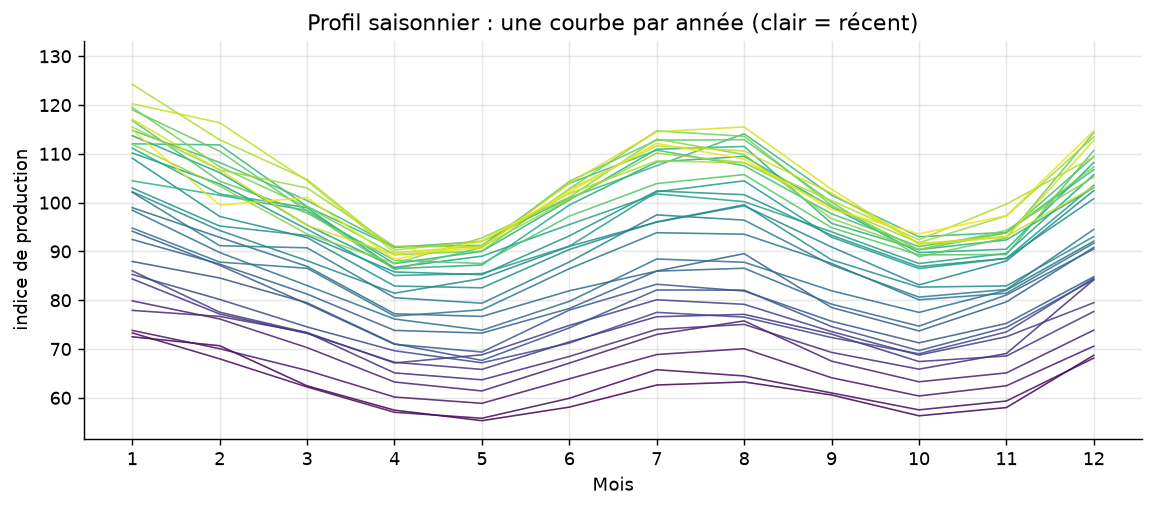 Profil saisonnier : une courbe par année (clair = récent)
indice de production
130
120
110
100
90
80
70
60
1 2 3 4 5 6 7 8 9 10 11 12
Mois